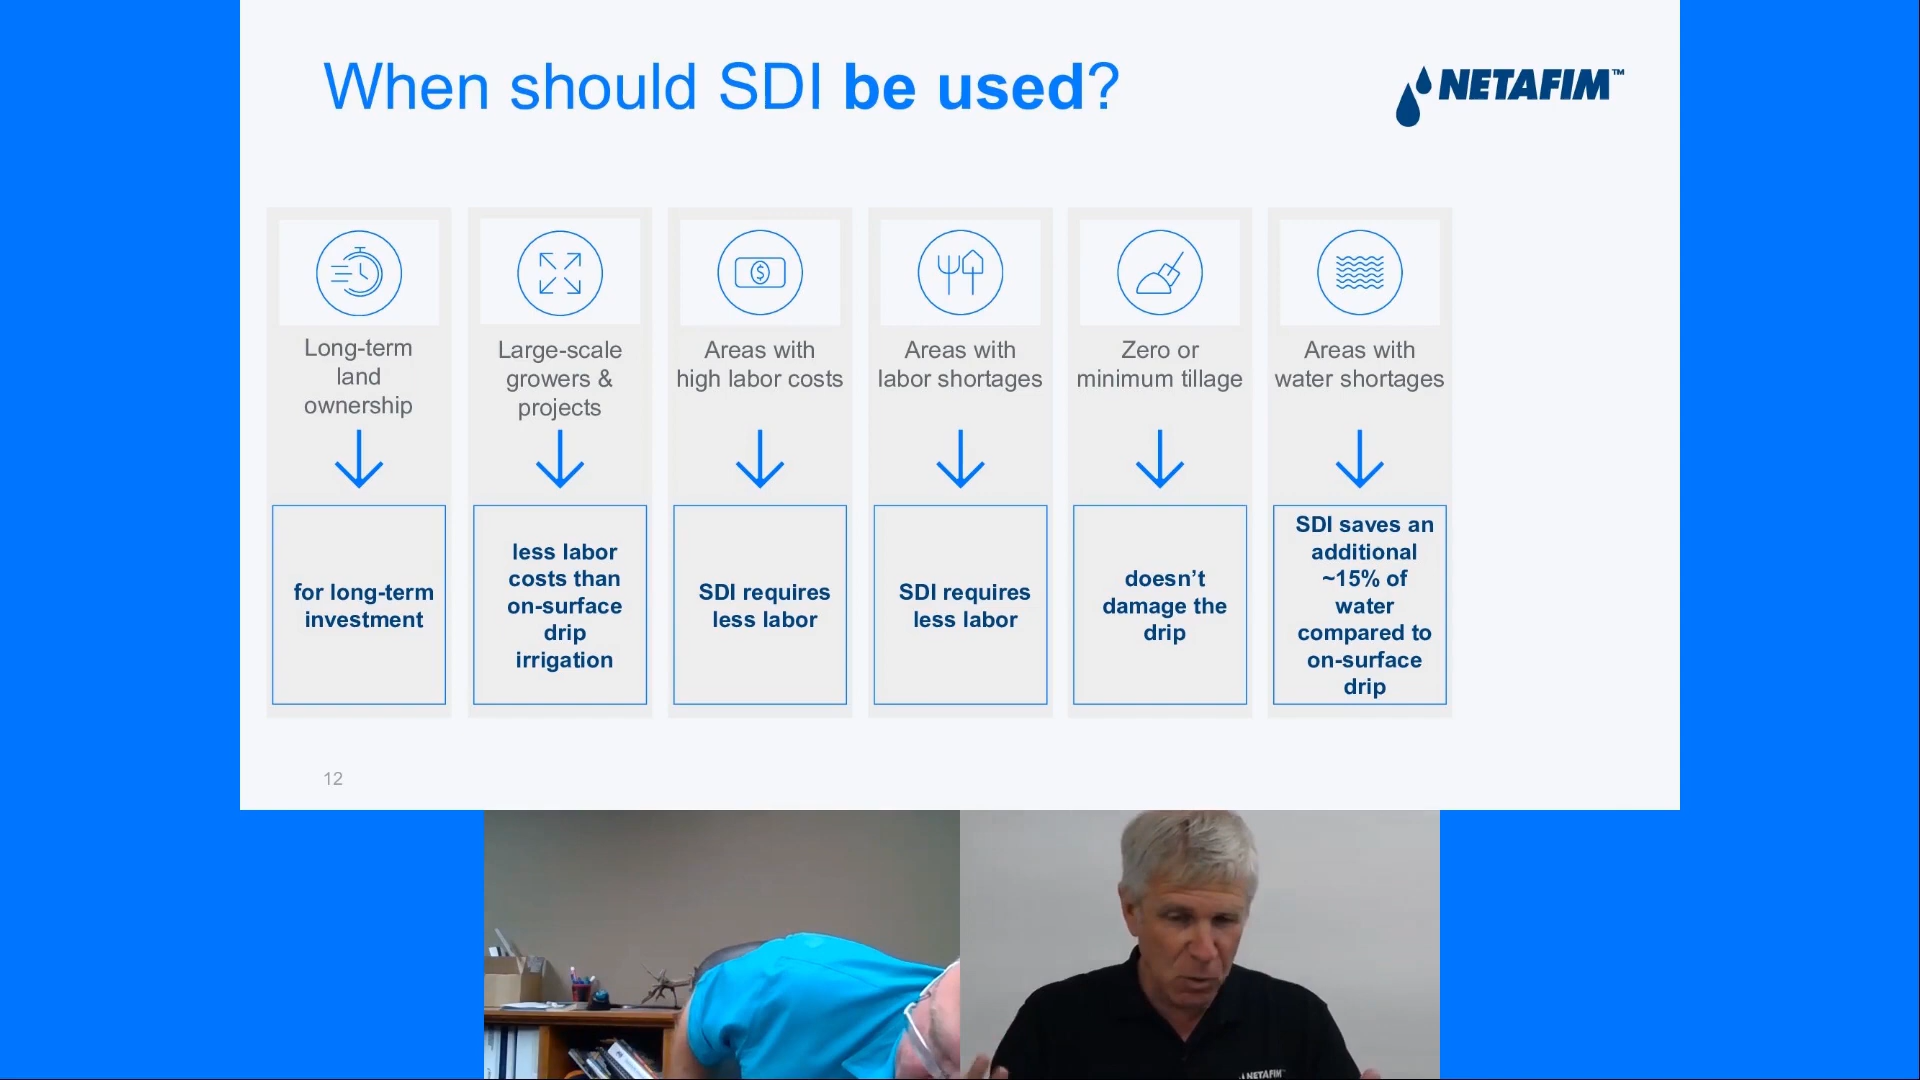 When should SDI be used?
NETAFIM™
Long-term
land
ownership
for long-term
investment
Large-scale
growers &
projects
less labor
costs than
on-surface
drip
irrigation
Areas with
high labor costs
SDI requires
less labor
Areas with
labor shortages
SDI requires
less labor
Zero or
minimum tillage
doesn’t
damage the
drip
Areas with
water shortages
SDI saves an
additional
~15% of
water
compared to
on-surface
drip
12
NETAFIM